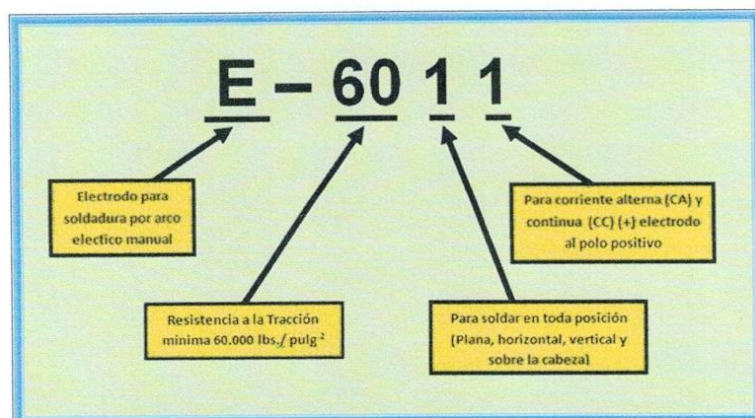 E – 60 1 1
Electrodo para
soldadura por arco
electico manual
Para corriente alterna (CA) y
continua (CC) (+) electrodo
al polo positivo
Resistencia a la Tracción
mínima 60.000 lbs./ pulg ²
Para soldar en toda posición
(Plana, horizontal, vertical y
sobre la cabeza)